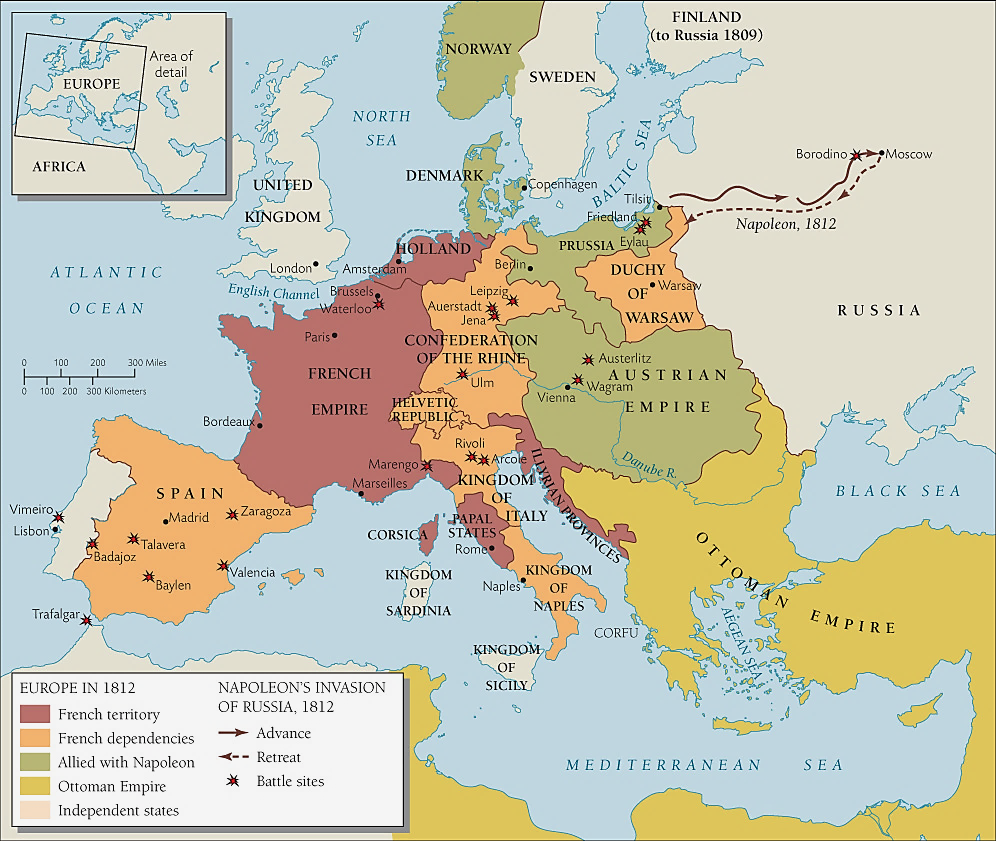 Area of
detail
EUROPE
AFRICA
FINLAND
(to Russia 1809)
NORWAY
SWEDEN
NORTH
SEA
BALTIC SEA
DENMARK
Copenhagen
UNITED
KINGDOM
London
English Channel
ATLANTIC
OCEAN
0 100 200 300 Miles
0 100 200 300 Kilometers
Borodino
Moscow
Napoleon, 1812
Tilsit
Friedland
Eylau
PRUSSIA
HOLLAND
Amsterdam
Berlin
DUCHY
OF
WARSAW
Warsaw
RUSSIA
Brussels
Waterloo
Leipzig
Auerstadt
Jena
Paris
CONFEDERATION
OF THE RHINE
FRENCH
EMPIRE
Ulm
Austerlitz
Wagram
Vienna
AUSTRIAN
EMPIRE
HELVETIC
REPUBLIC
Bordeaux
Rivoli
Arcole
Marengo
Marseilles
Danube R.
ILLYRIAN PROVINCES
KINGDOM
OF
ITALY
BLACK SEA
SPAIN
Vimeiro
Lisbon
Madrid
Zaragoza
Talavera
Badajoz
Baylen
Valencia
Trafalgar
CORSICA
PAPAL
STATES
Rome
KINGDOM
OF
SARDINIA
Naples
KINGDOM
OF
NAPLES
CORFU
KINGDOM
OF
SICILY
OTTOMAN EMPIRE
AEGEAN SEA
MEDITERRANEAN SEA
EUROPE IN 1812
French territory
French dependencies
Allied with Napoleon
Ottoman Empire
Independent states
NAPOLEON'S INVASION
OF RUSSIA, 1812
Advance
Retreat
Battle sites